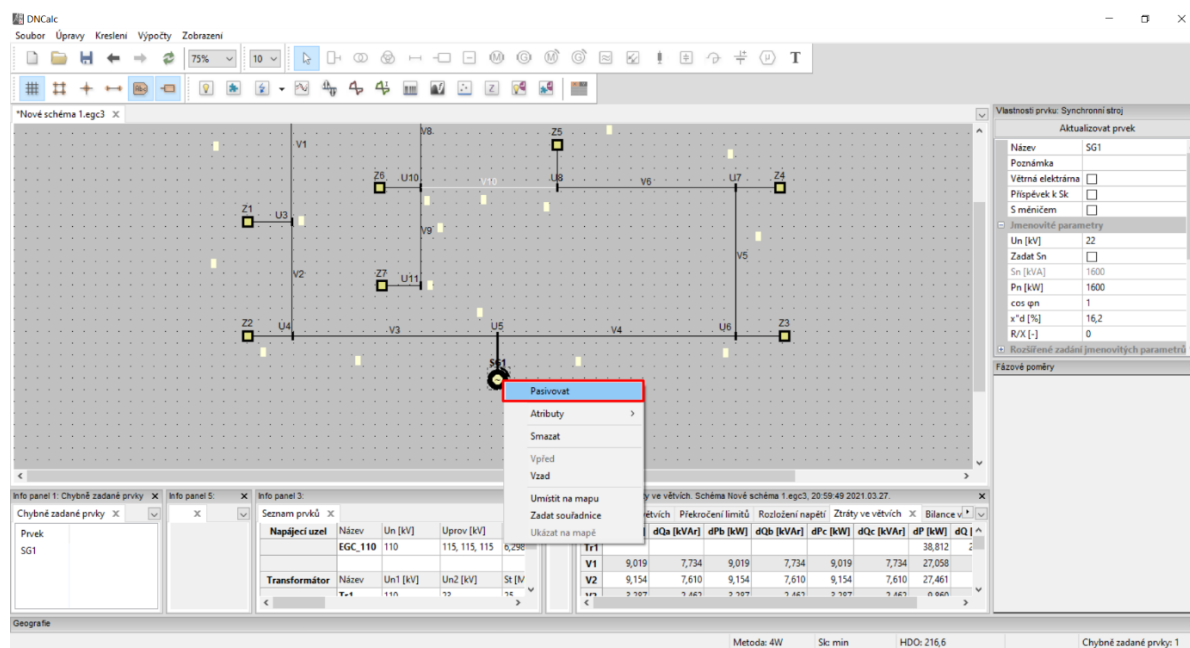 DNCalc
Soubor Úpravy Kreslení Výpočty Zobrazení
75% 10 T
*Nové schéma 1.egc3 X
V1
V8
Z5
Z6 U10 V10 U8 V6 U7 Z4
Z1 U3
V9
V5
V2
Z7 U11
Z2 U4 V3 U5 V4 U6 Z3
SG1
Pasivovat
Atributy
Smazat
Vpřed
Vzad
Umístit na mapu
Zadat souřadnice
Ukázat na mapě
Vlastnosti prvku: Synchronní stroj
Aktualizovat prvek
Název SG1
Poznámka
Větrná elektrárna
Příspěvek k Sk
S měničem
Jmenovité parametry
Un [kV] 22
Zadat Sn
Sn [kVA] 1600
Pn [kW] 1600
cos φn 1
x"d [%] 16,2
R/X [-] 0
Rozšířené zadání jmenovitých parametrů
Fázové poměry
Info panel 1: Chybně zadané prvky X Info panel 5: X Info panel 3:
ve větvích. Schéma Nové schéma 1.egc3, 20:59:49 2021.03.27. X
Chybně zadané prvky X
X
Seznam prvků X
Překročení limitů Rozložení napětí Ztráty ve větvích X Bilance v
Prvek
SG1
Napájecí uzel Název Un [kV] Uprov [kV]
EGC_110 110 115, 115, 115 6,298
Transformátor Název Un1 [kV] Un2 [kV] St [M
Tr1 110 22 25
dQa [kVAr] dPb [kW] dQb [kVAr] dPc [kW] dQc [kVAr] dP [kW] dQ [
Tr1 38,812
V1 9,019 7,734 9,019 7,734 9,019 7,734 27,058
V2 9,154 7,610 9,154 7,610 9,154 7,610 27,461
Geografie
Metoda: 4W Sk: min HDO: 216,6 Chybně zadané prvky: 1